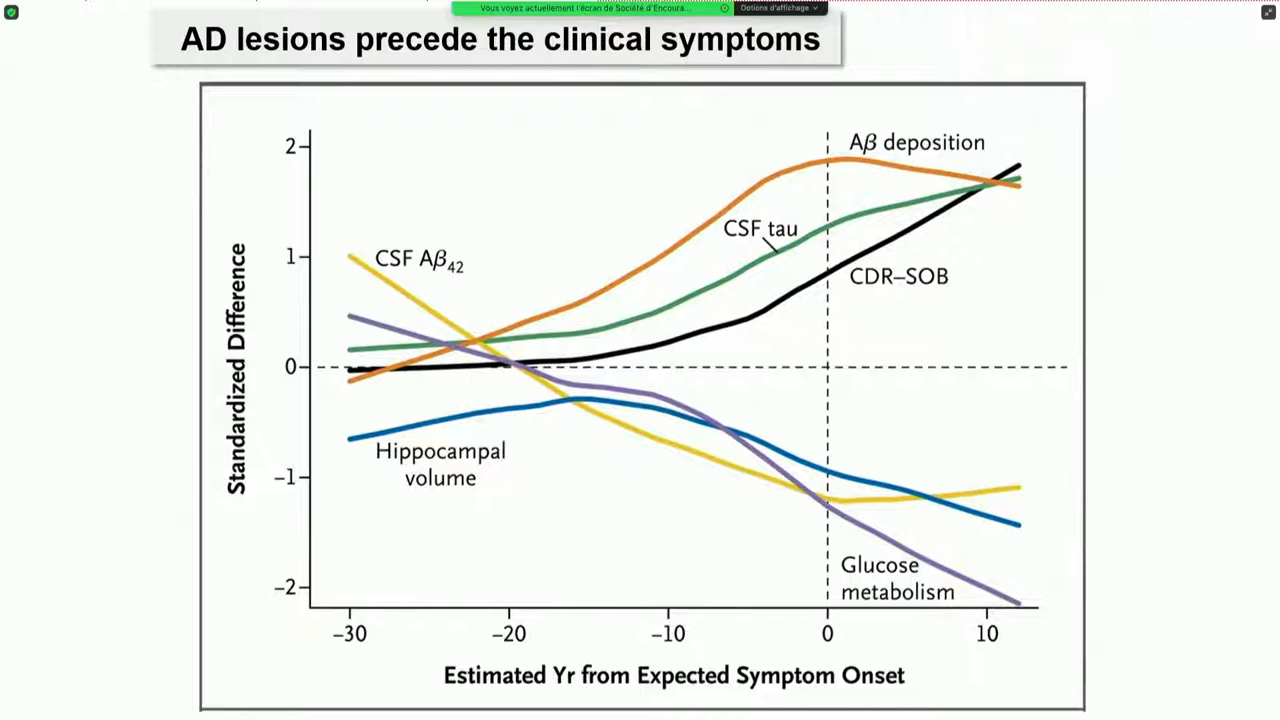 Vous voyez actuellement l'écran de Société d'Encoura... Options d'affichage
AD lesions precede the clinical symptoms
2
Aβ deposition
CSF tau
1
CSF Aβ42
CDR–SOB
Standardized Difference
0
Hippocampal
volume
–1
Glucose
metabolism
–2
–30 –20 –10 0 10
Estimated Yr from Expected Symptom Onset